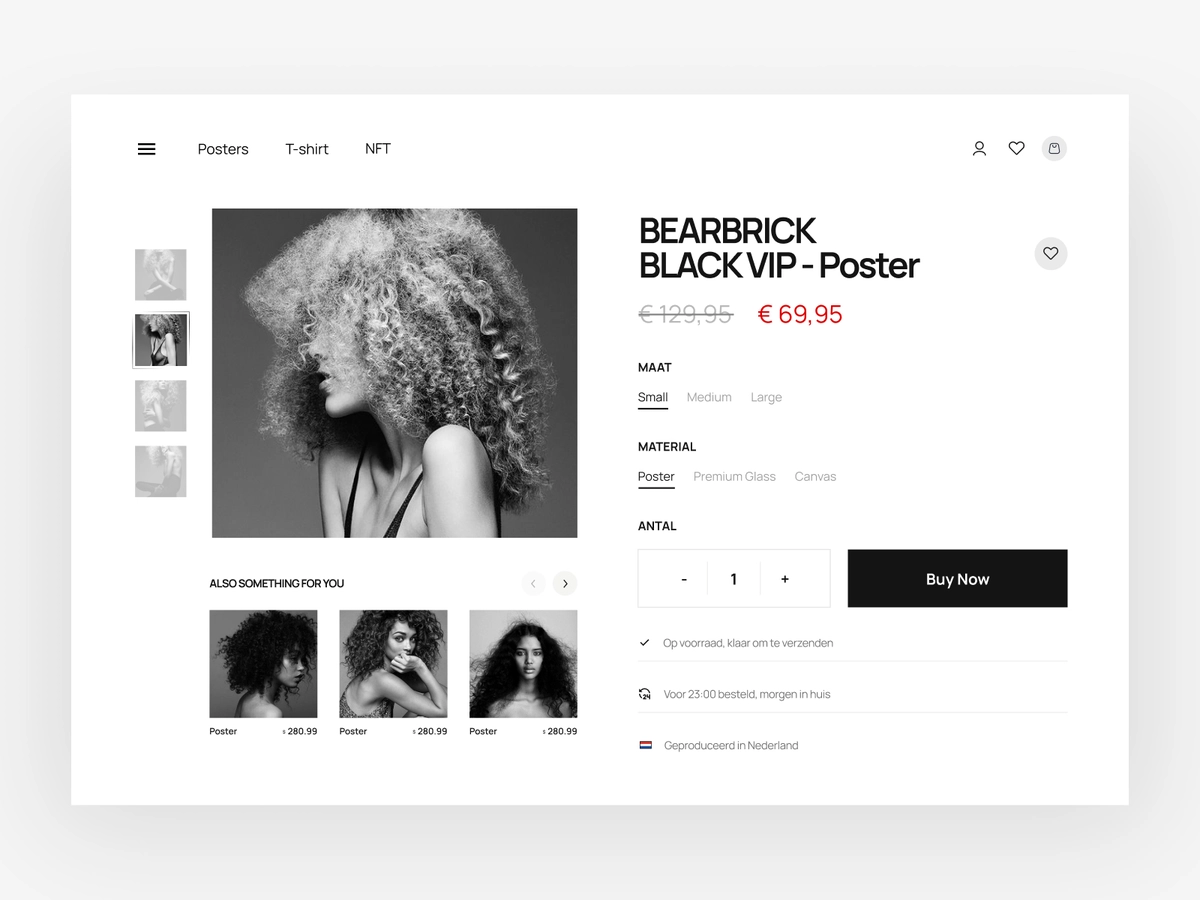 Posters
T-shirt
NFT
BEARBRICK
BLACK VIP - Poster
€ 129,95
€ 69,95
MAAT
Small
Medium
Large
MATERIAL
Poster
Premium Glass
Canvas
ANTAL
- 1 +
Buy Now
Op voorraad, klaar om te verzenden
24
Voor 23:00 besteld, morgen in huis
Geproduceerd in Nederland
ALSO SOMETHING FOR YOU
Poster
$ 280.99
Poster
$ 280.99
Poster
$ 280.99